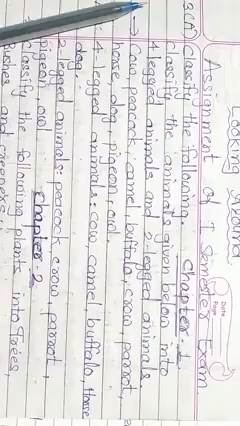 Looking Around
Date
Page
Assignment of I Semester Exam
Chapter-1
3(A) Classify the following
classify the animals given below into
4 legged animals and 2-legged animals
→ Cow, peacock, camel, buffalo, crow, parrot,
horse, dog, pigeon, owl.
4. legged animals: cow, camel, buffalo, horse
dog.
2 legged animals: peacock, crow, parrot,
pigeon, owl.
Chapter-2
Classify the following plants into Trees,
Bushes and creepers.